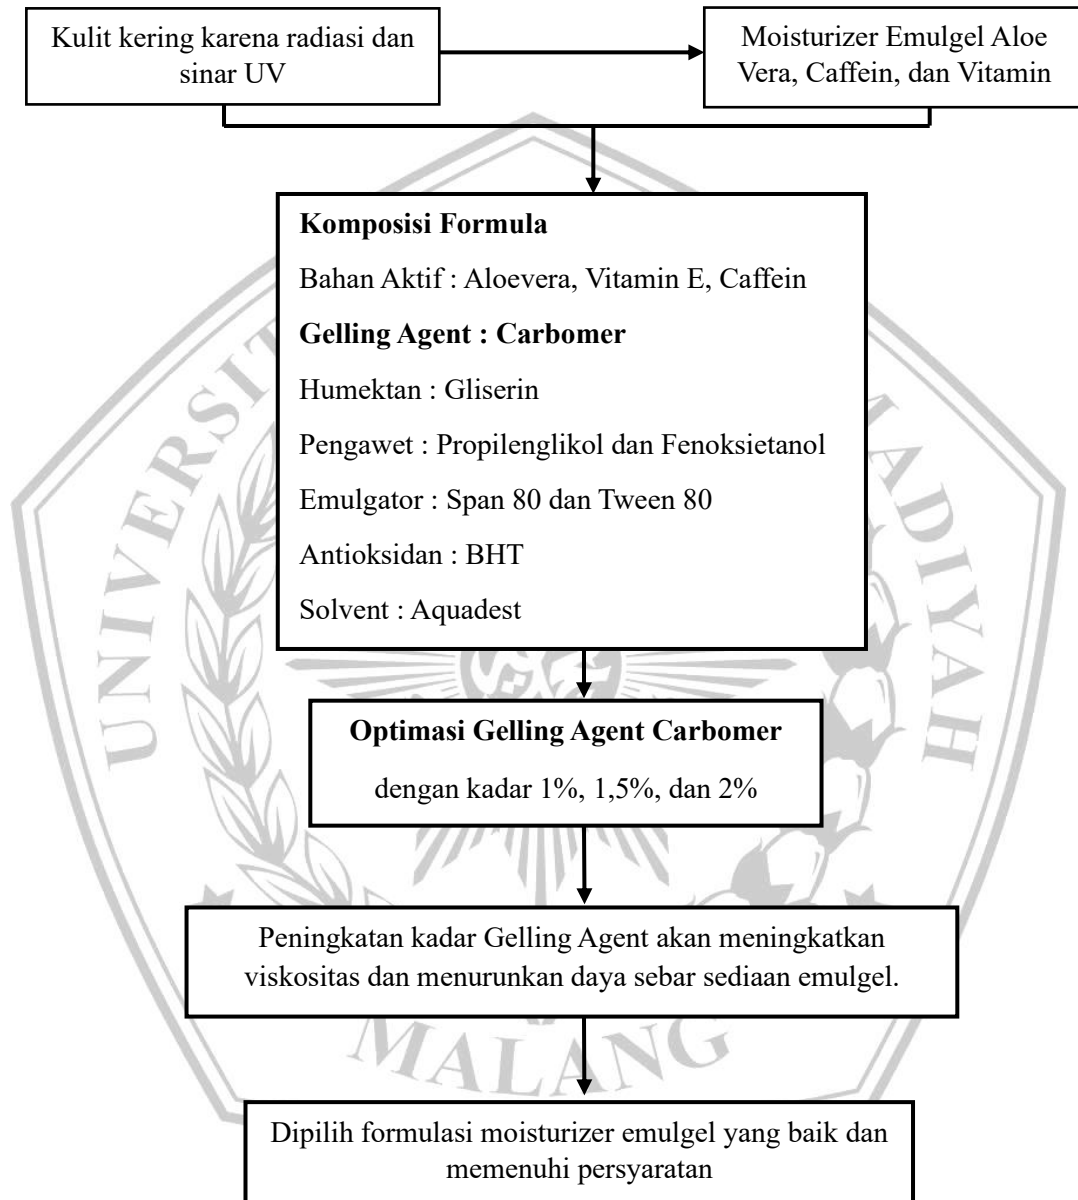 Kulit kering karena radiasi dan
sinar UV
Moisturizer Emulgel Aloe
Vera, Caffein, dan Vitamin
Komposisi Formula
Bahan Aktif : Aloevera, Vitamin E, Caffein
Gelling Agent : Carbomer
Humektan : Gliserin
Pengawet : Propilenglikol dan Fenoksietanol
Emulgator : Span 80 dan Tween 80
Antioksidan : BHT
Solvent : Aquadest
Optimasi Gelling Agent Carbomer
dengan kadar 1%, 1,5%, dan 2%
Peningkatan kadar Gelling Agent akan meningkatkan
viskositas dan menurunkan daya sebar sediaan emulgel.
Dipilih formulasi moisturizer emulgel yang baik dan
memenuhi persyaratan
UNIVERSIT
MADIYAH
MALANG